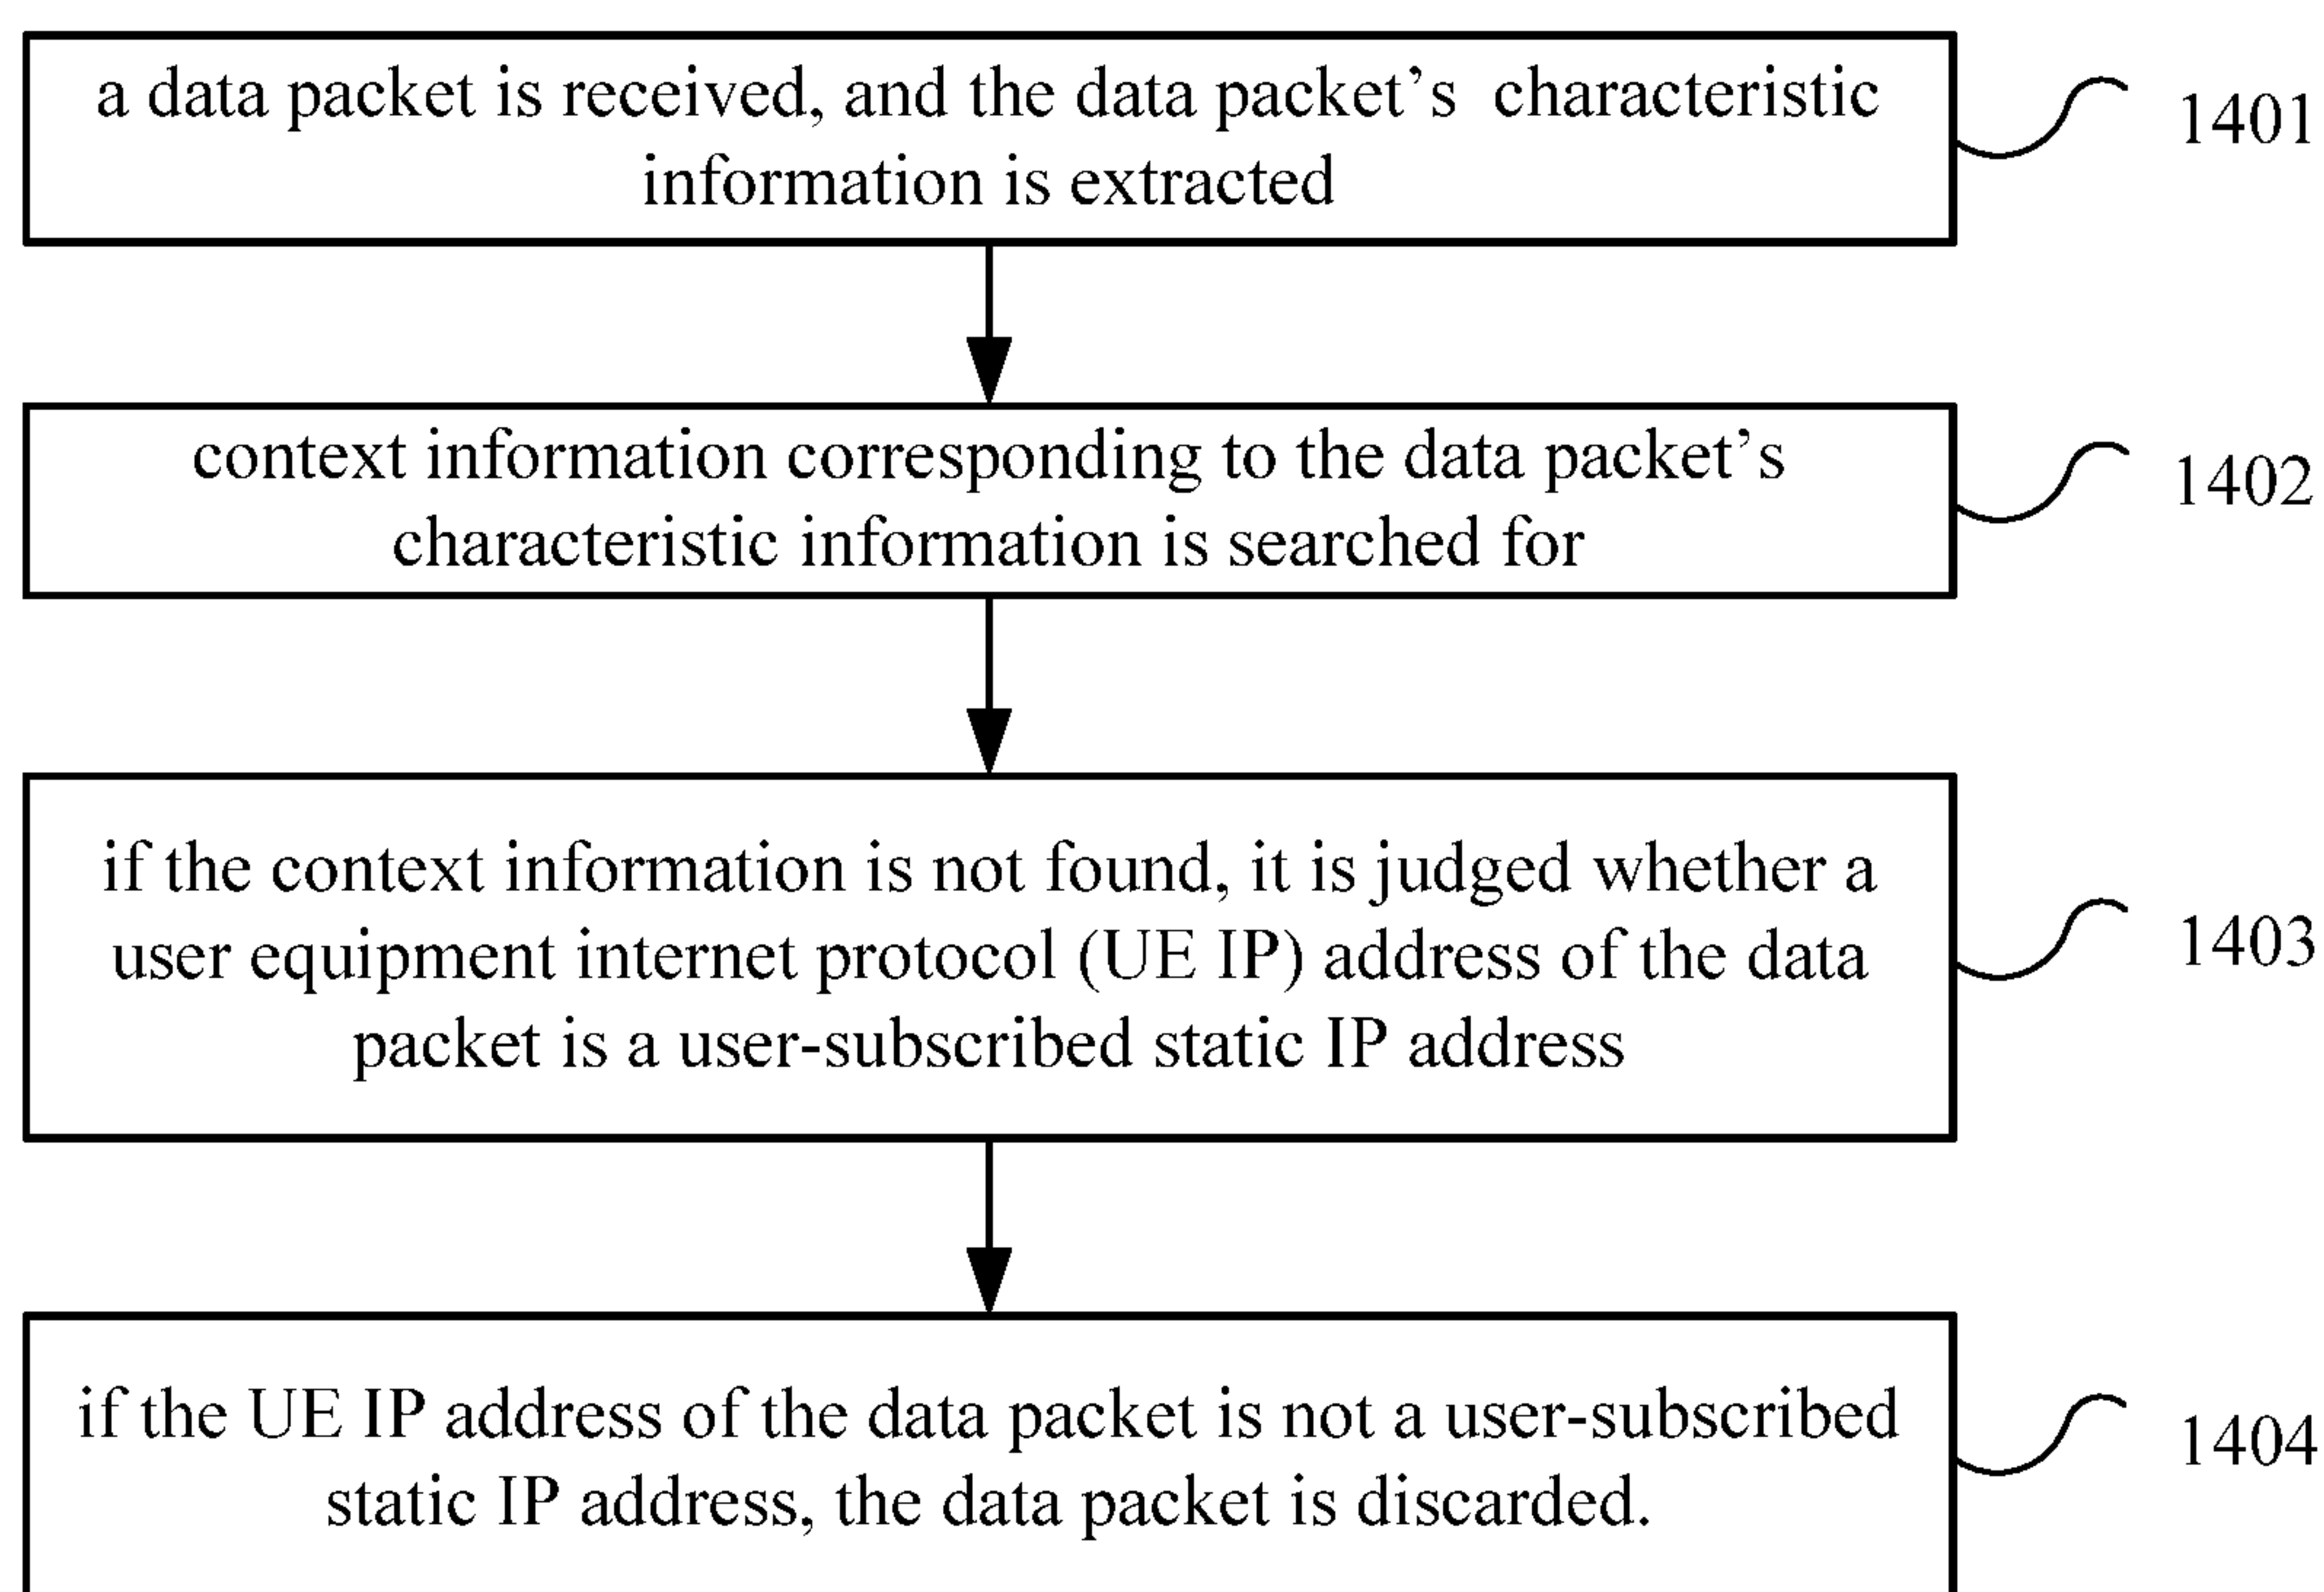 a data packet is received, and the data packet’s characteristic
information is extracted
1401
context information corresponding to the data packet’s
characteristic information is searched for
1402
if the context information is not found, it is judged whether a
user equipment internet protocol (UE IP) address of the data
packet is a user-subscribed static IP address
1403
if the UE IP address of the data packet is not a user-subscribed
static IP address, the data packet is discarded.
1404